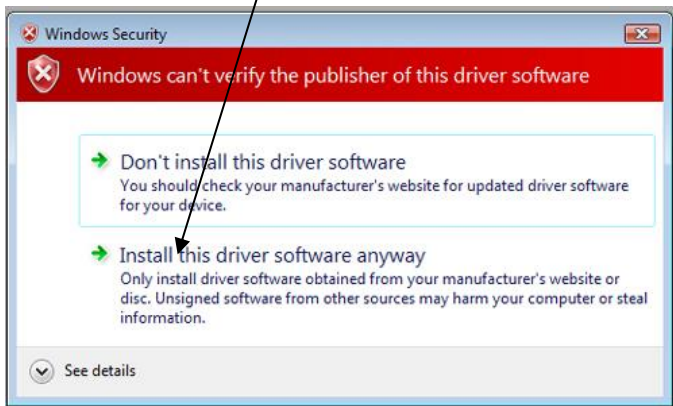 Windows Security
Windows can't verify the publisher of this driver software
Don't install this driver software
You should check your manufacturer's website for updated driver software
for your device.
Install this driver software anyway
Only install driver software obtained from your manufacturer's website or
disc. Unsigned software from other sources may harm your computer or steal
information.
See details